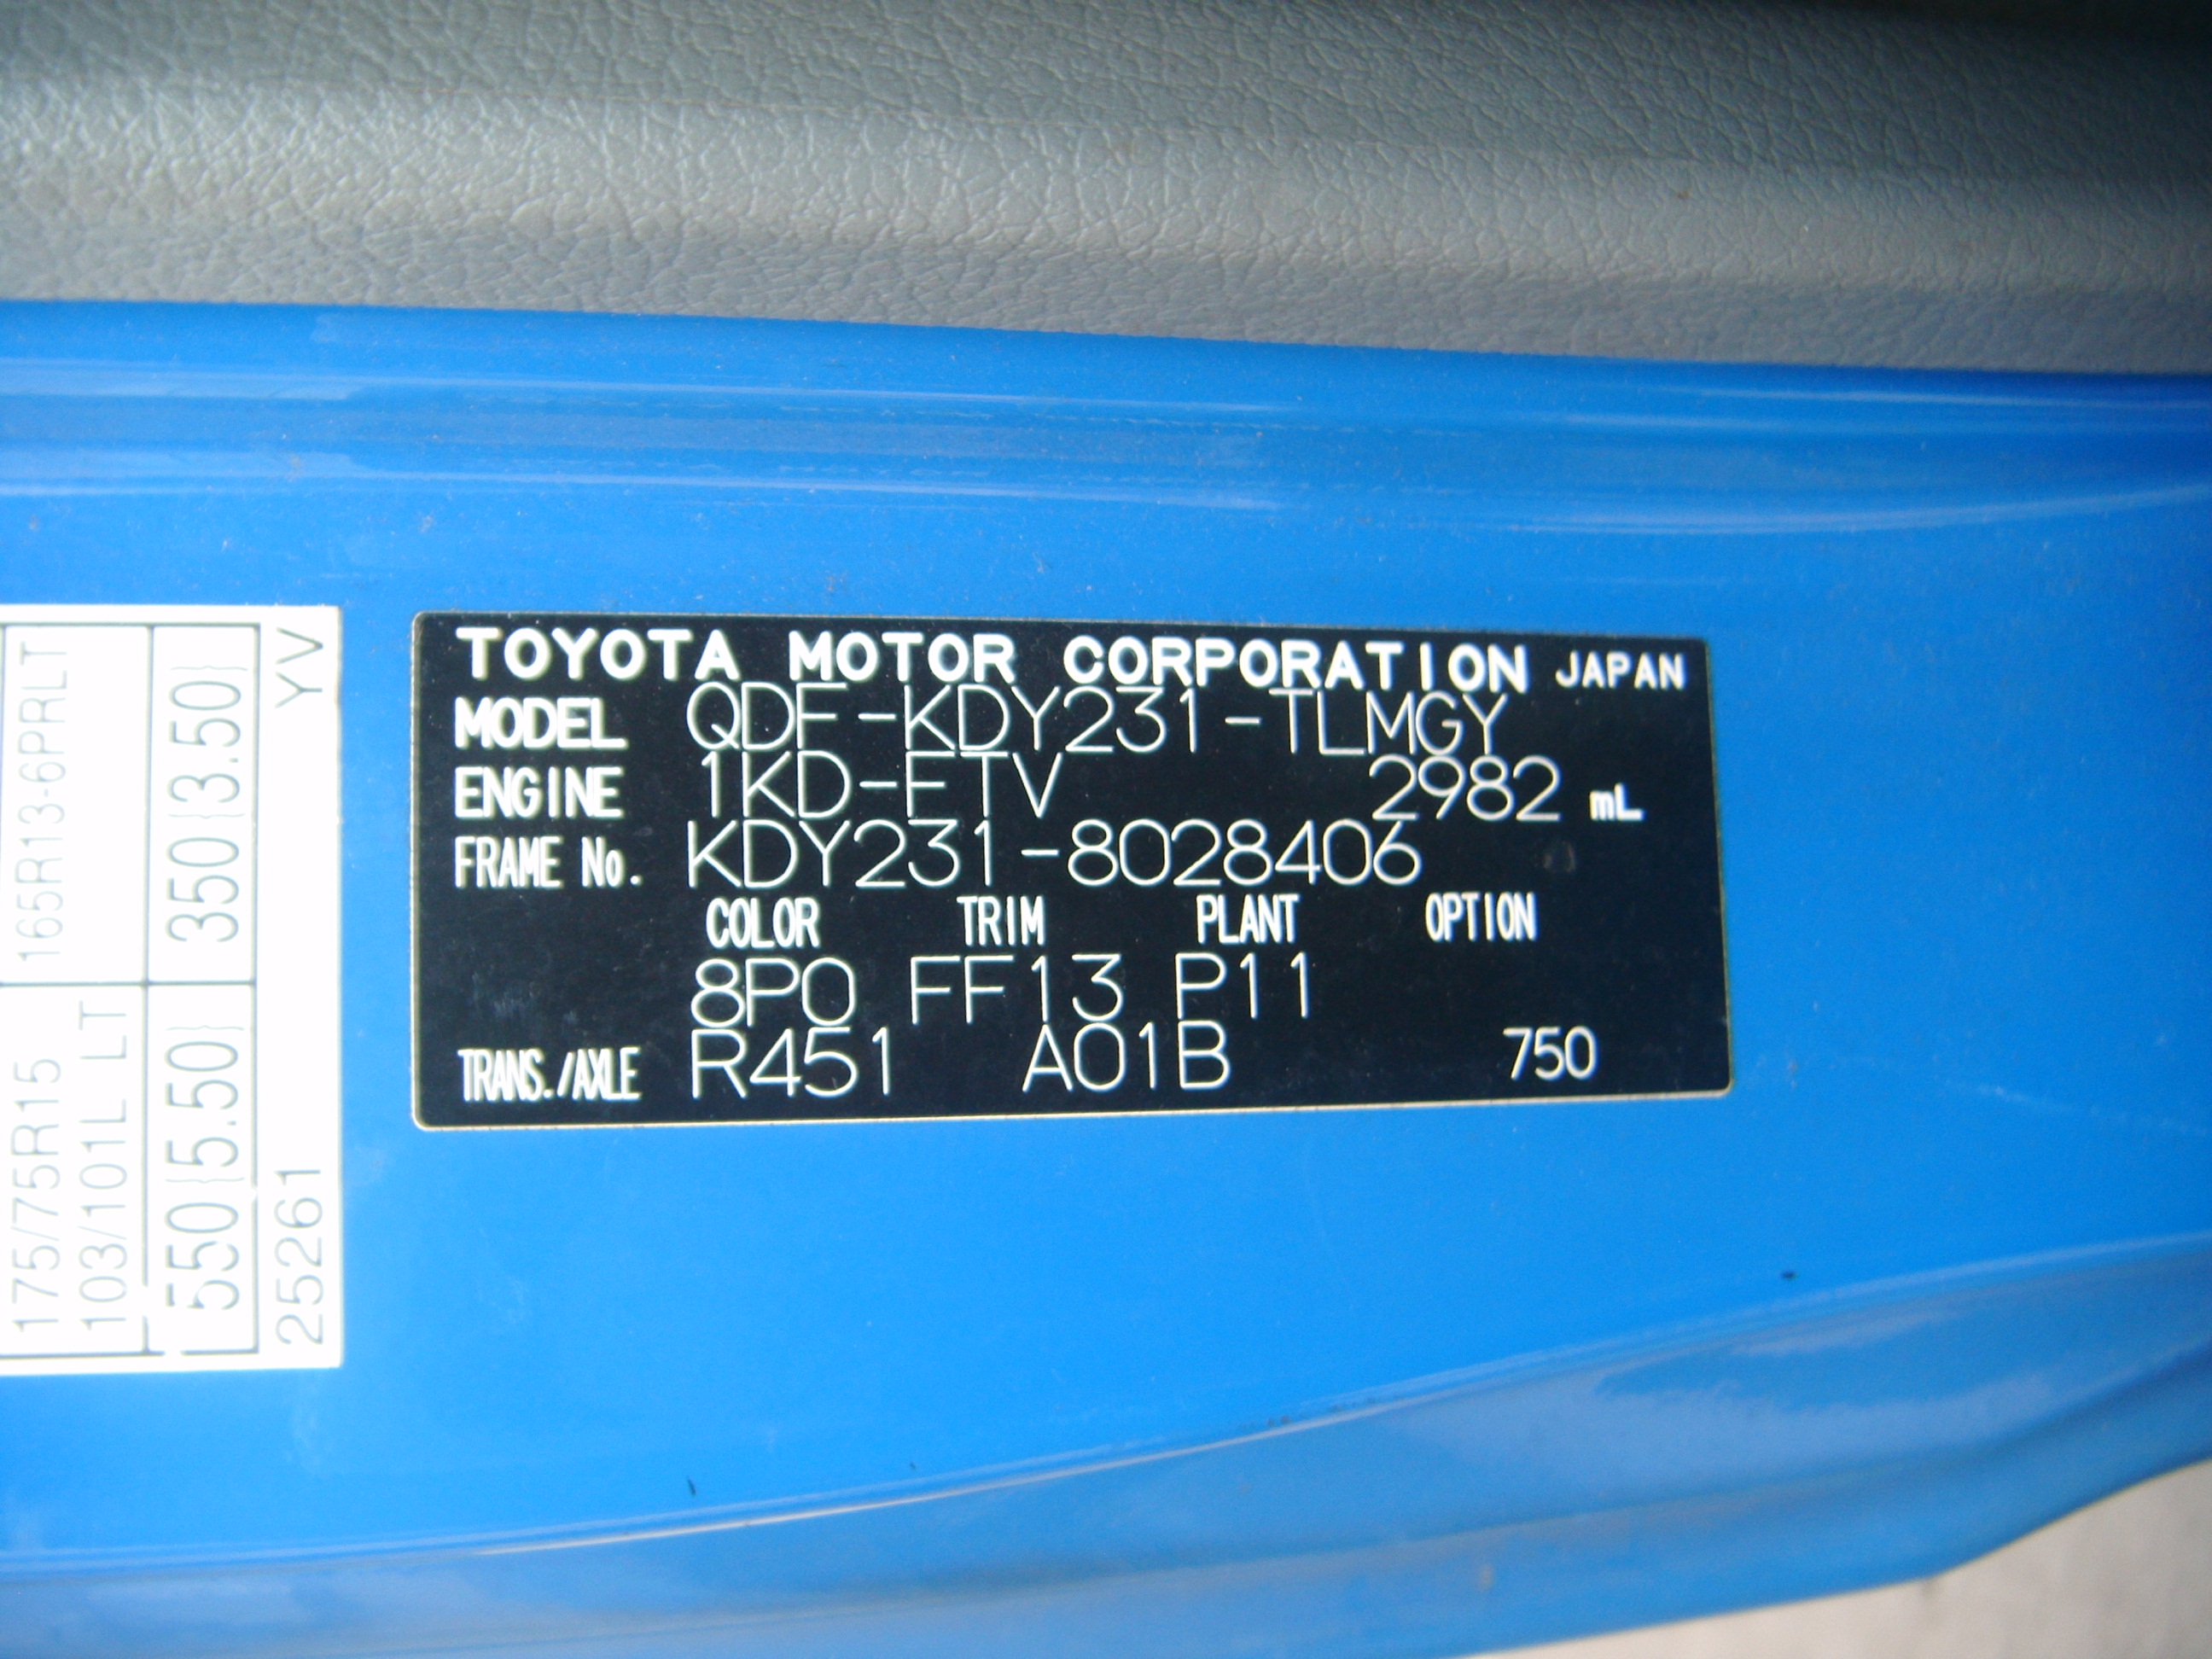 TOYOTA MOTOR CORPORATION JAPAN
MODEL QDF-KDY231-TLMGY
ENGINE 1KD-FTV 2982 mL
FRAME No. KDY231-8028406
COLOR TRIM PLANT OPTION
8P0 FF13 P11
TRANS./AXLE R451 A01B 750
175/75R15 165R13-6PRLT
103/101L LT
550{5.50} 350{3.50}
25261 YV